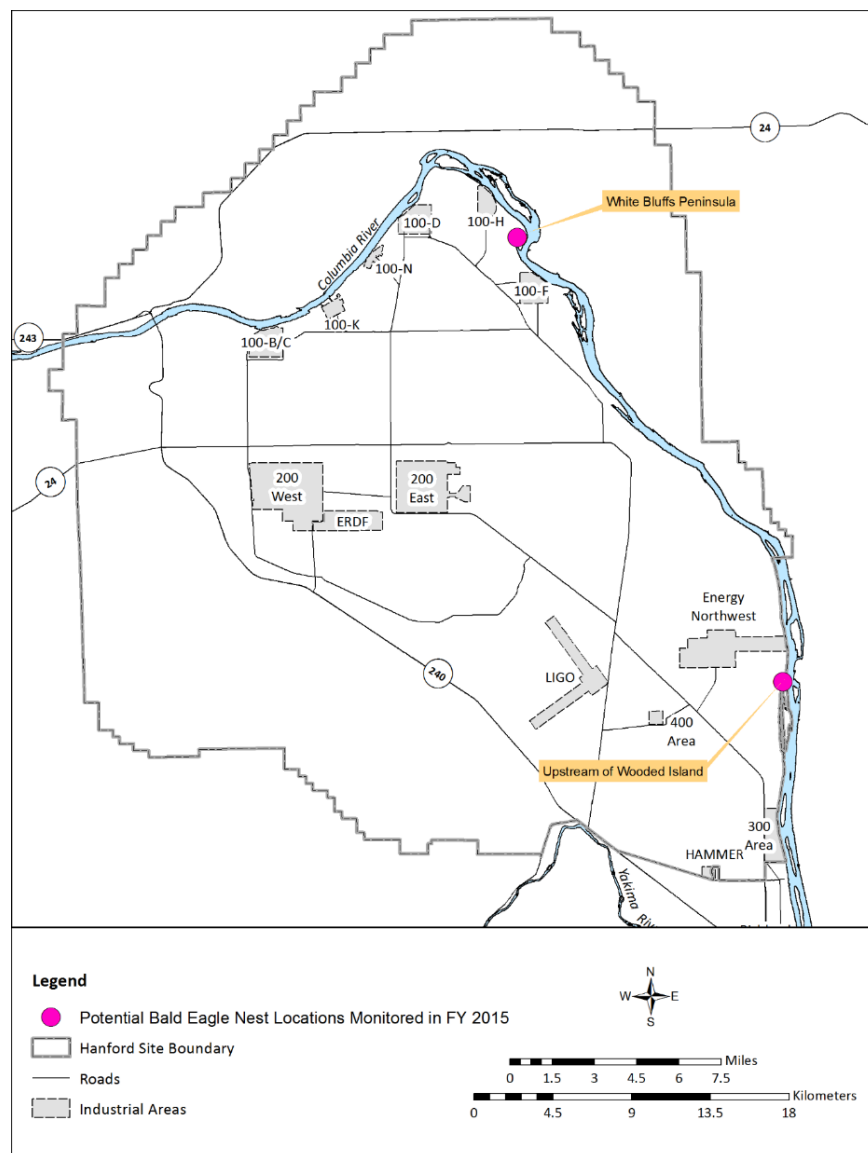 24
White Bluffs Peninsula
100-H
100-D
Columbia River
100-N
100-F
100-K
243
100-B/C
24
200
West
200
East
ERDF
Energy
Northwest
240
LIGO
400
Area
Upstream of Wooded Island
300
Area
HAMMER
Yakima
Legend
N
W E
S
Potential Bald Eagle Nest Locations Monitored in FY 2015
Hanford Site Boundary
Roads
Industrial Areas
Miles
0 1.5 3 4.5 6 7.5
Kilometers
0 4.5 9 13.5 18